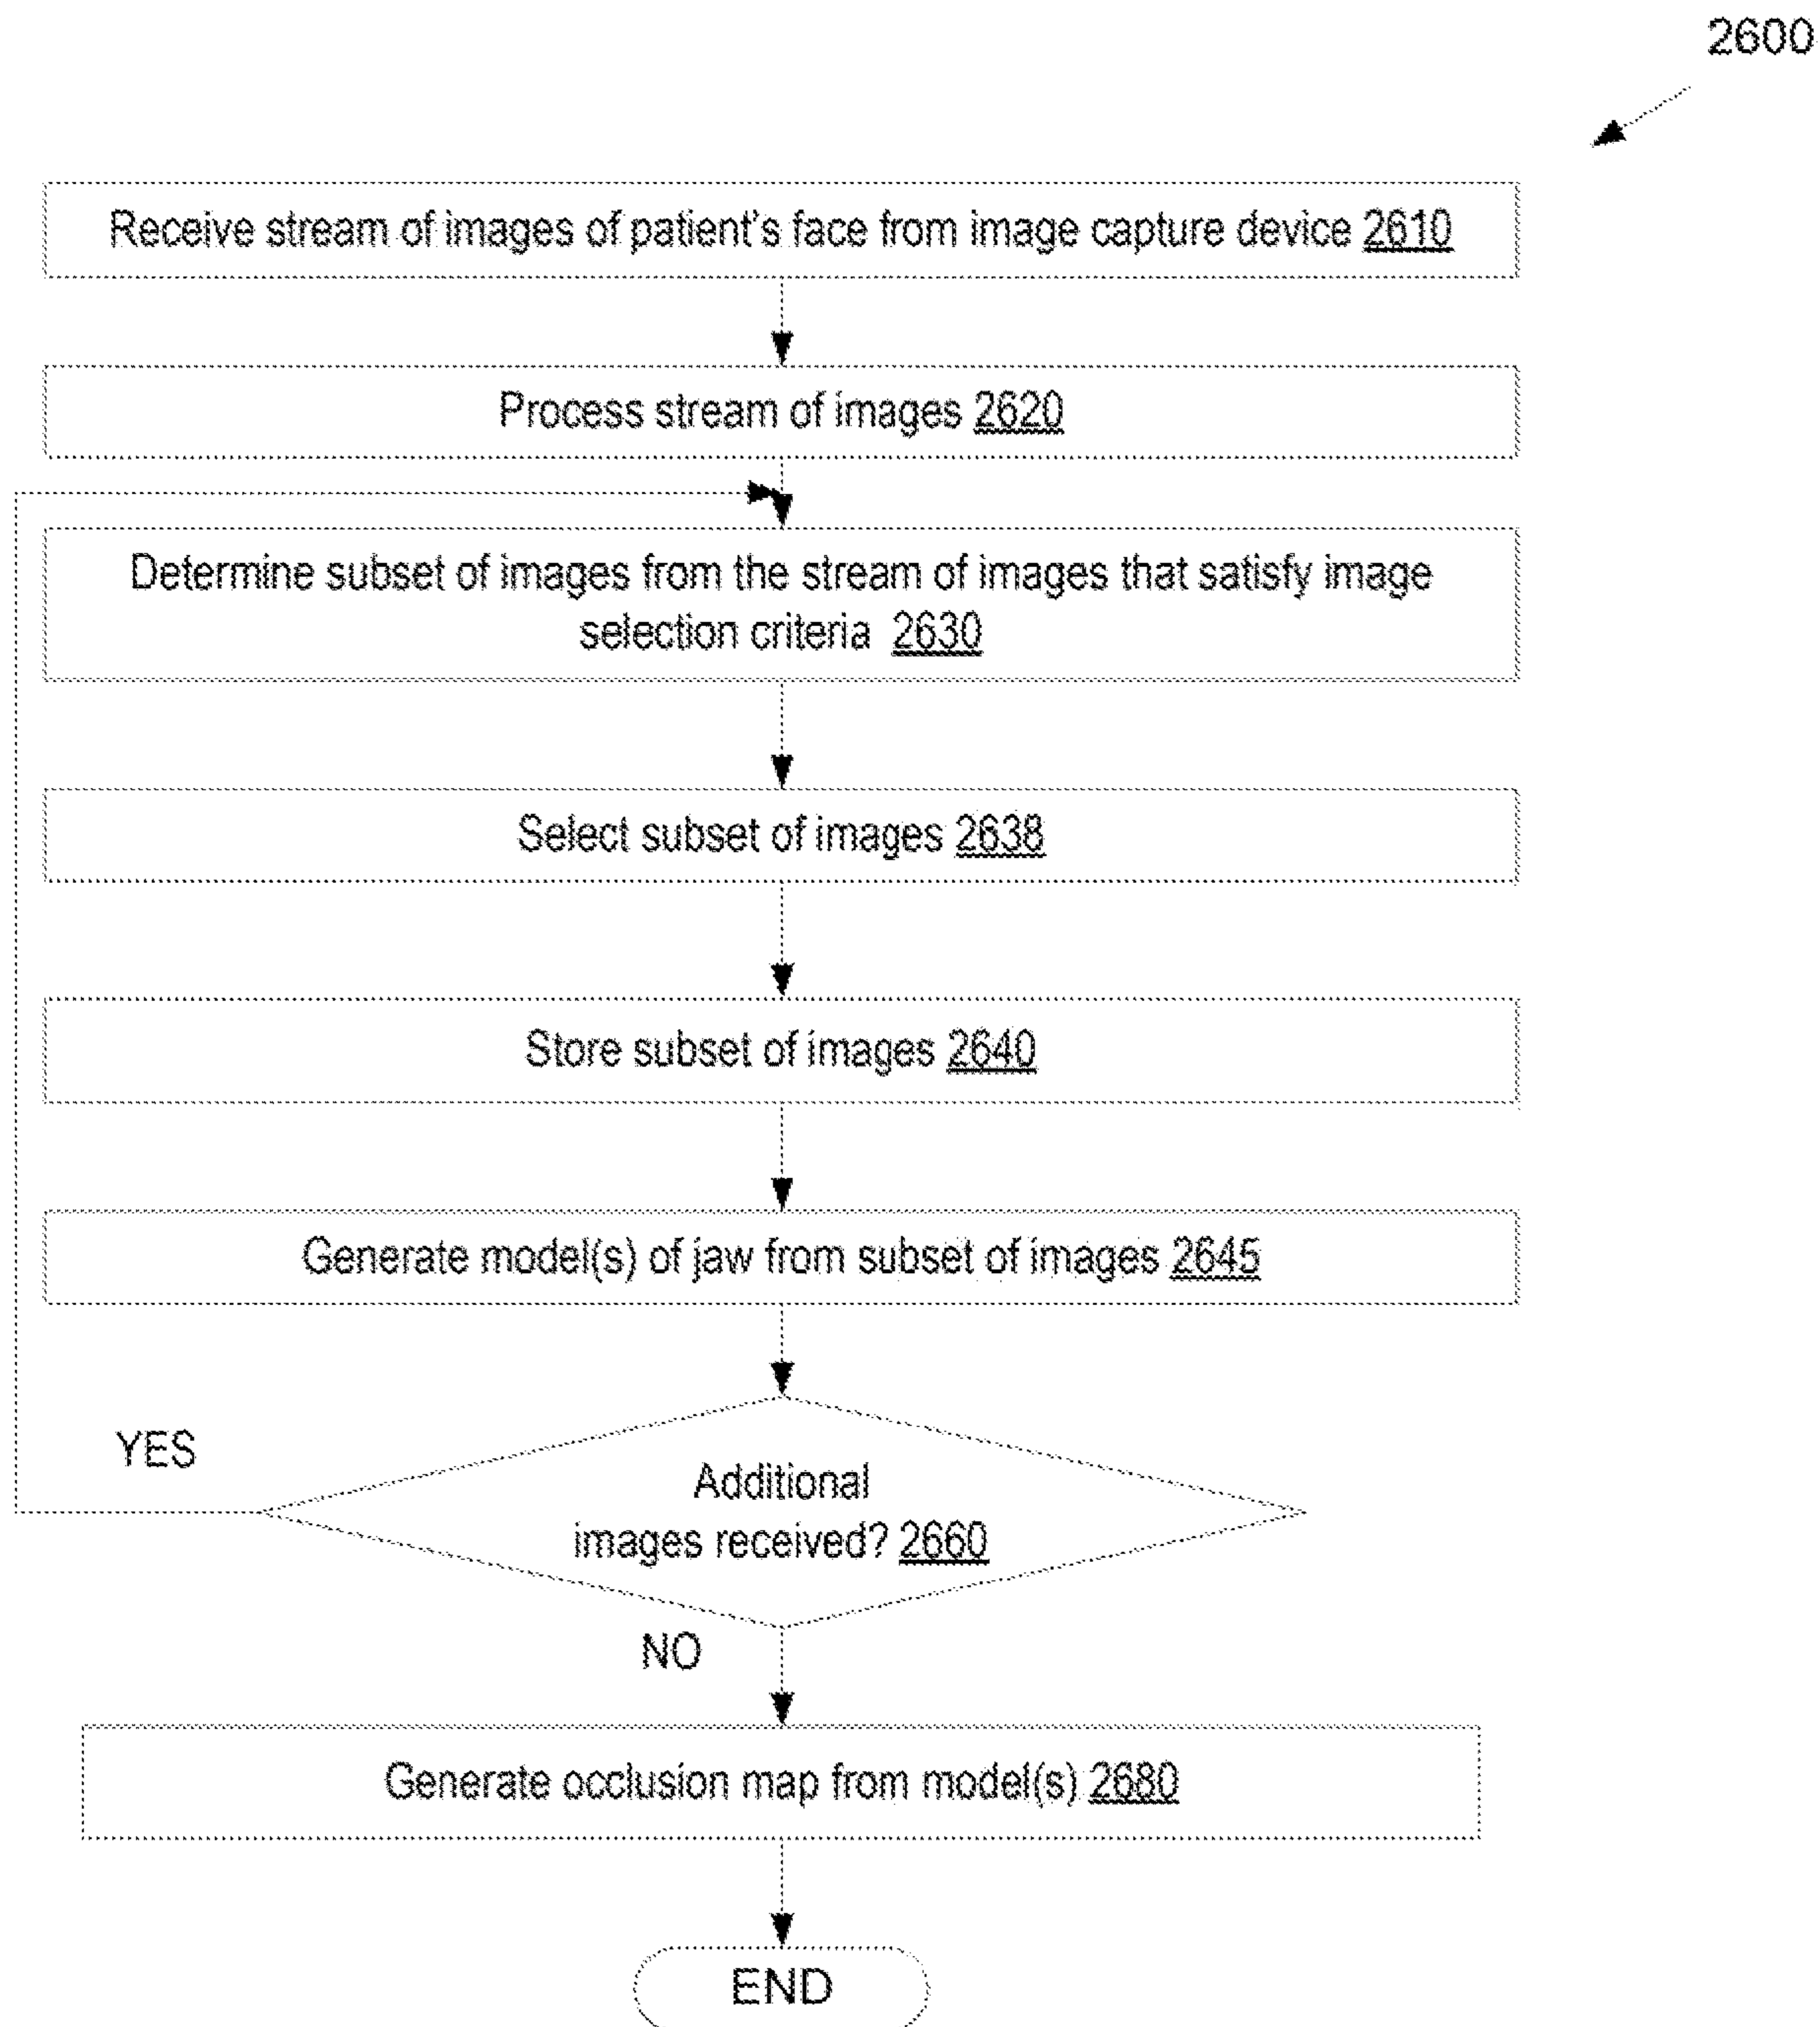 2600
Receive stream of images of patient's face from image capture device 2610
Process stream of images 2620
Determine subset of images from the stream of images that satisfy image
selection criteria 2630
Select subset of images 2638
Store subset of images 2640
Generate model(s) of jaw from subset of images 2645
YES
Additional
images received? 2660
NO
Generate occlusion map from model(s) 2680
END